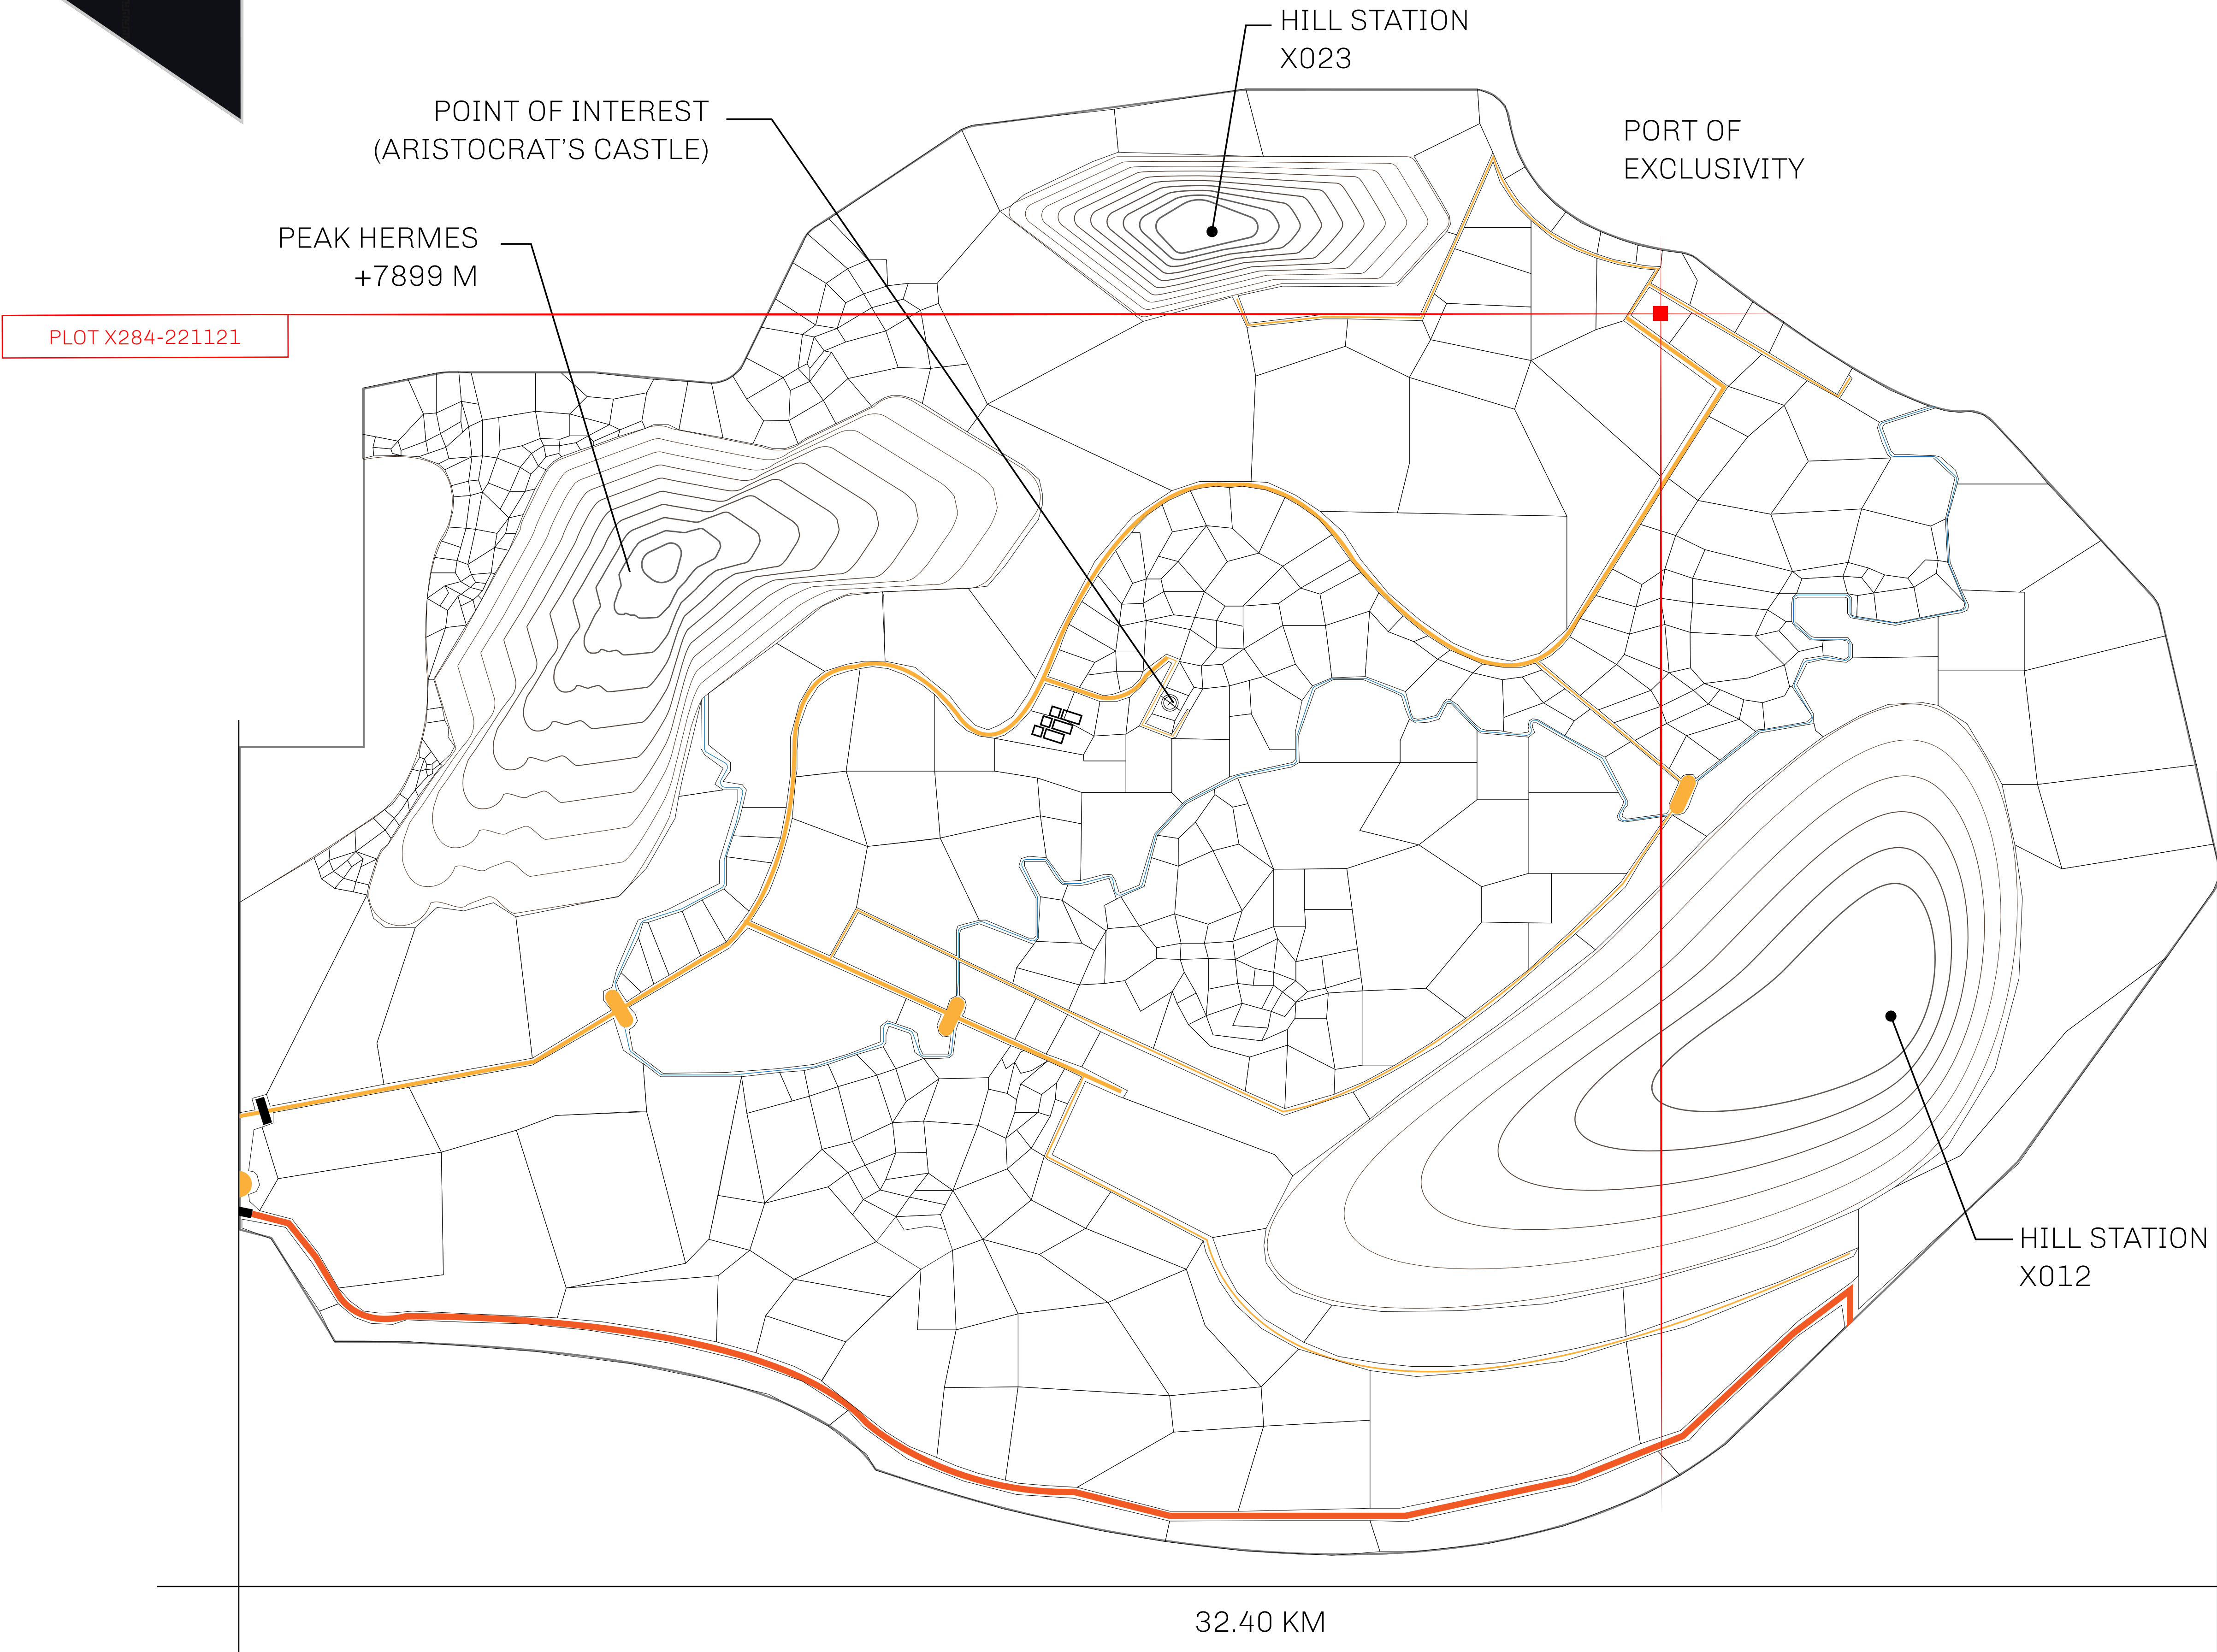 HILL STATION
X023
POINT OF INTEREST
(ARISTOCRAT'S CASTLE)
PORT OF
EXCLUSIVITY
PEAK HERMES
+7899 M
PLOT X284-221121
HILL STATION
X012
32.40 KM